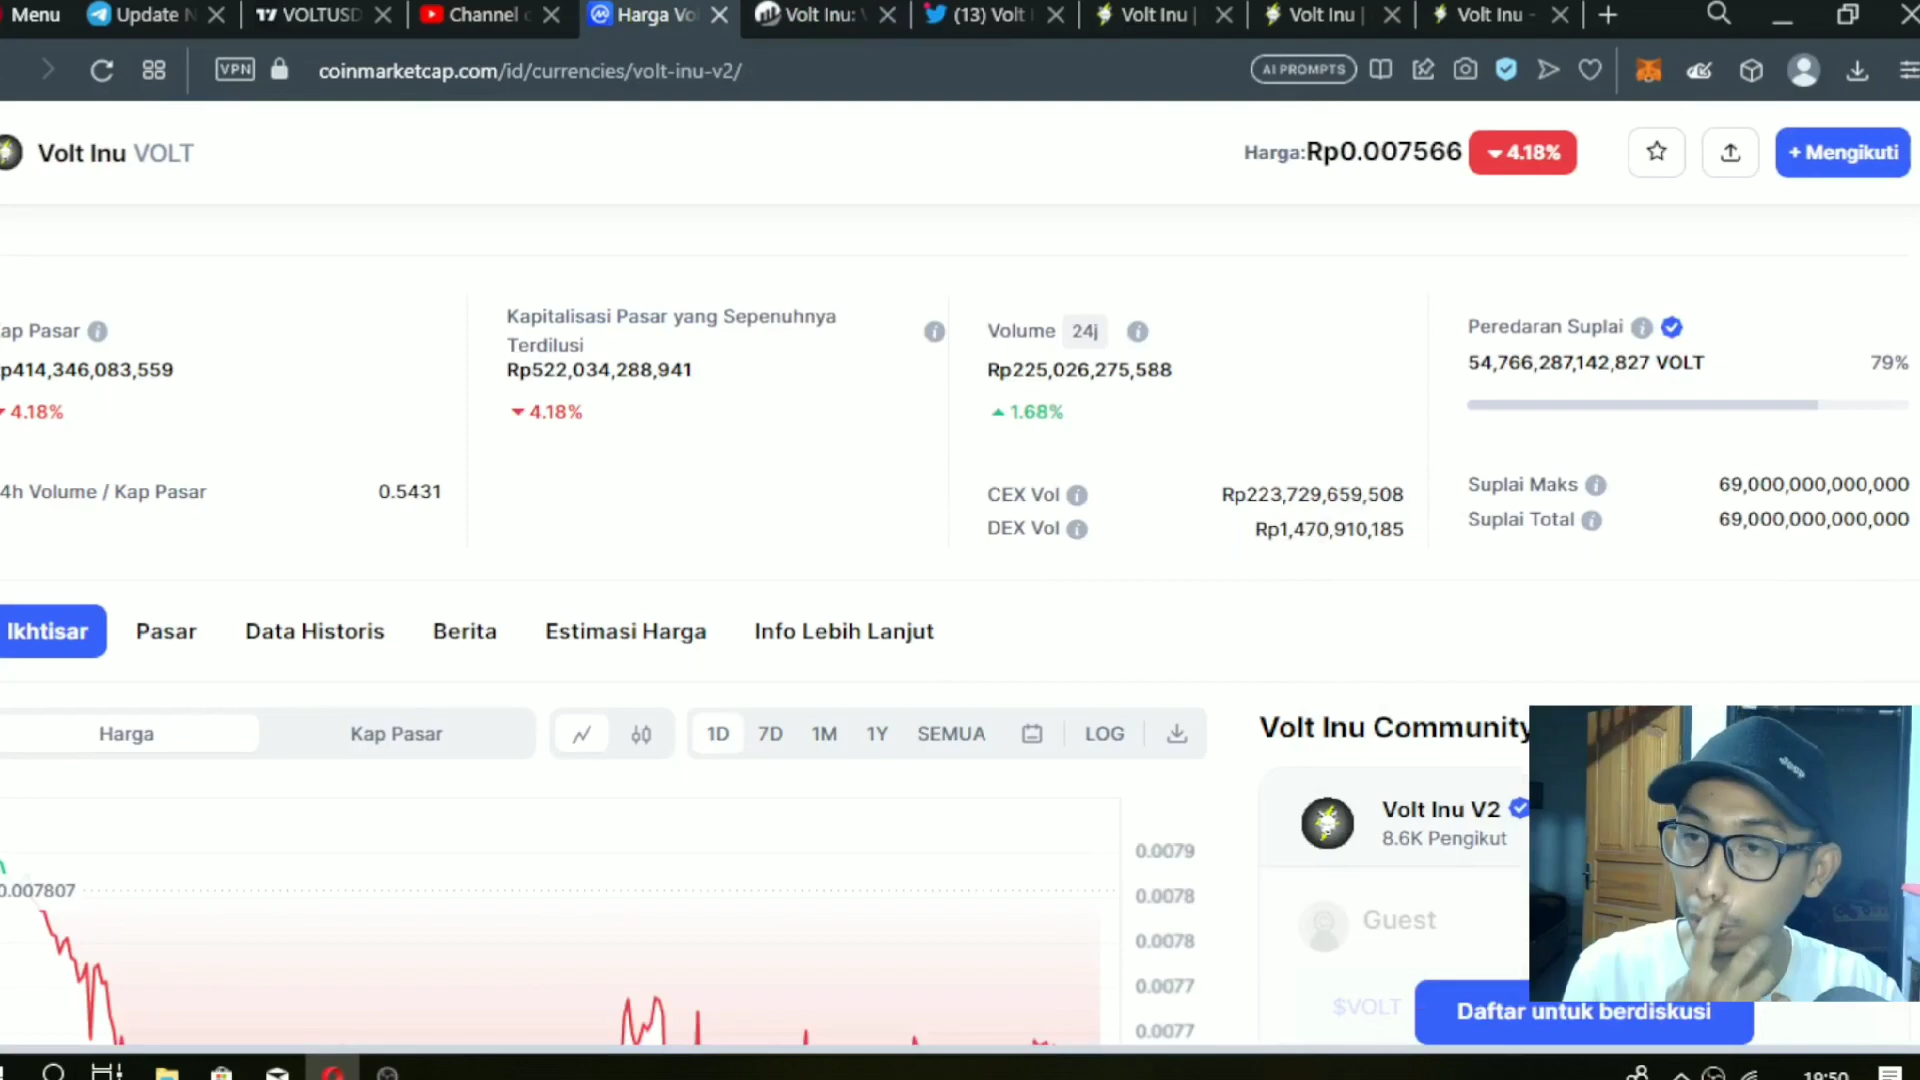 Menu
Update N
VOLTUSD
Channel
Harga Vo
Volt Inu:
(13) Volt
Volt Inu |
Volt Inu |
Volt Inu -
VPN
coinmarketcap.com/id/currencies/volt-inu-v2/
AI PROMPTS
Volt Inu VOLT
Harga:Rp0.007566
4.18%
+ Mengikuti
ap Pasar
p414,346,083,559
4.18%
4h Volume / Kap Pasar
0.5431
Kapitalisasi Pasar yang Sepenuhnya
Terdilusi
Rp522,034,288,941
4.18%
Volume 24j
Rp225,026,275,588
1.68%
CEX Vol
Rp223,729,659,508
DEX Vol
Rp1,470,910,185
Peredaran Suplai
54,766,287,142,827 VOLT
79%
Suplai Maks
69,000,000,000,000
Suplai Total
69,000,000,000,000
Ikhtisar
Pasar
Data Historis
Berita
Estimasi Harga
Info Lebih Lanjut
Harga
Kap Pasar
1D
7D
1M
1Y
SEMUA
LOG
0.007807
0.0079
0.0078
0.0078
0.0077
0.0077
Volt Inu Community
Volt Inu V2
8.6K Pengikut
Guest
$VOLT
Daftar untuk berdiskusi
Jeep
19:50